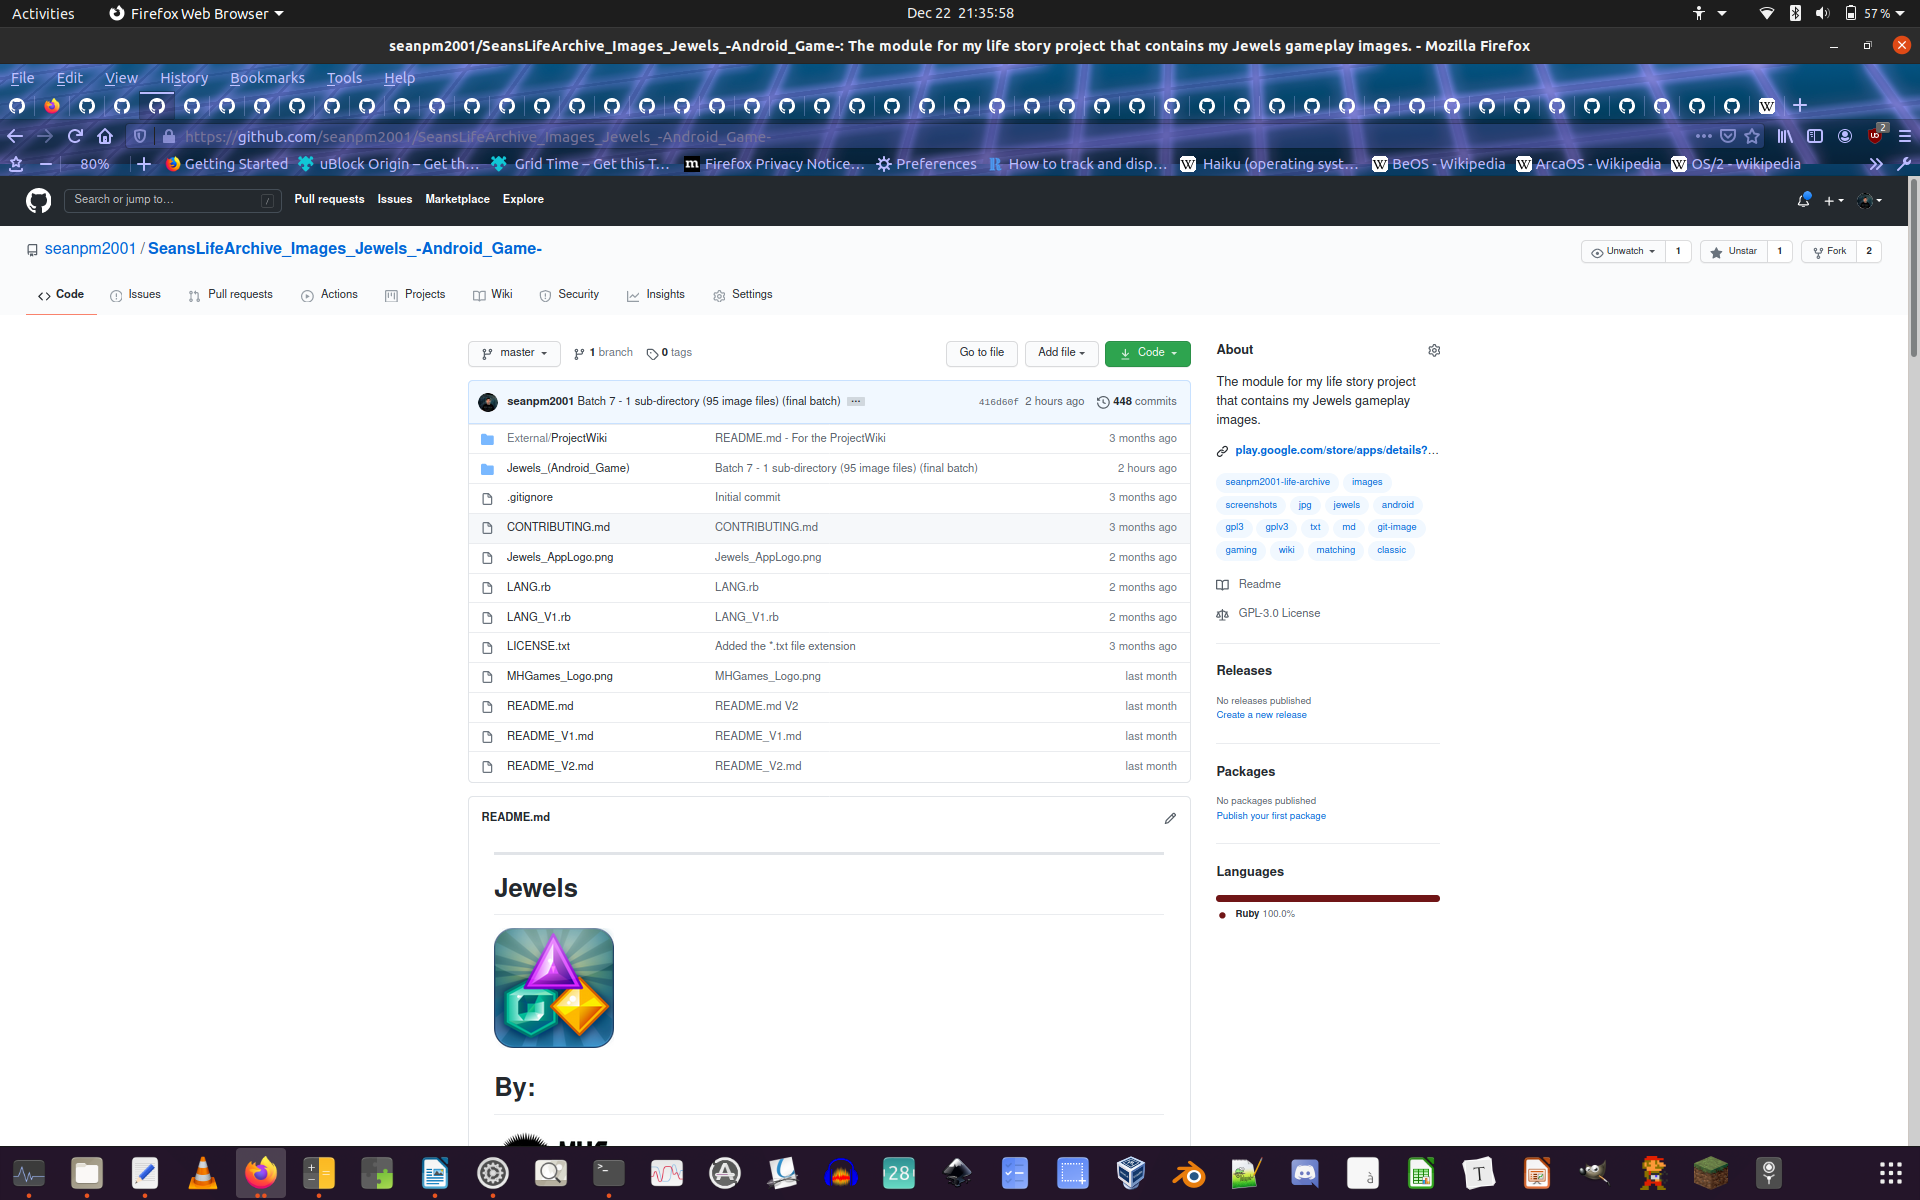 Activities Firefox Web Browser Dec 22 21:35:58 57 %
seanpm2001/SeansLifeArchive_Images_Jewels_-Android_Game-: The module for my life story project that contains my Jewels gameplay images. - Mozilla Firefox
File Edit View History Bookmarks Tools Help
https://github.com/seanpm2001/SeansLifeArchive_Images_Jewels_-Android_Game- 2
80% Getting Started uBlock Origin – Get th… Grid Time – Get this T… Firefox Privacy Notice… Preferences How to track and disp… Haiku (operating syst… BeOS - Wikipedia ArcaOS - Wikipedia OS/2 - Wikipedia
Search or jump to… / Pull requests Issues Marketplace Explore
seanpm2001 / SeansLifeArchive_Images_Jewels_-Android_Game- Unwatch 1 Unstar 1 Fork 2
Code Issues Pull requests Actions Projects Wiki Security Insights Settings
master 1 branch 0 tags Go to file Add file Code
seanpm2001 Batch 7 - 1 sub-directory (95 image files) (final batch) 416d60f 2 hours ago 448 commits
External/ProjectWiki README.md - For the ProjectWiki 3 months ago
Jewels_(Android_Game) Batch 7 - 1 sub-directory (95 image files) (final batch) 2 hours ago
.gitignore Initial commit 3 months ago
CONTRIBUTING.md CONTRIBUTING.md 3 months ago
Jewels_AppLogo.png Jewels_AppLogo.png 2 months ago
LANG.rb LANG.rb 2 months ago
LANG_V1.rb LANG_V1.rb 2 months ago
LICENSE.txt Added the *.txt file extension 3 months ago
MHGames_Logo.png MHGames_Logo.png last month
README.md README.md V2 last month
README_V1.md README_V1.md last month
README_V2.md README_V2.md last month
README.md
Jewels
By:
About
The module for my life story project
that contains my Jewels gameplay
images.
play.google.com/store/apps/details?…
seanpm2001-life-archive images
screenshots jpg jewels android
gpl3 gplv3 txt md git-image
gaming wiki matching classic
Readme
GPL-3.0 License
Releases
No releases published
Create a new release
Packages
No packages published
Publish your first package
Languages
Ruby 100.0%
28